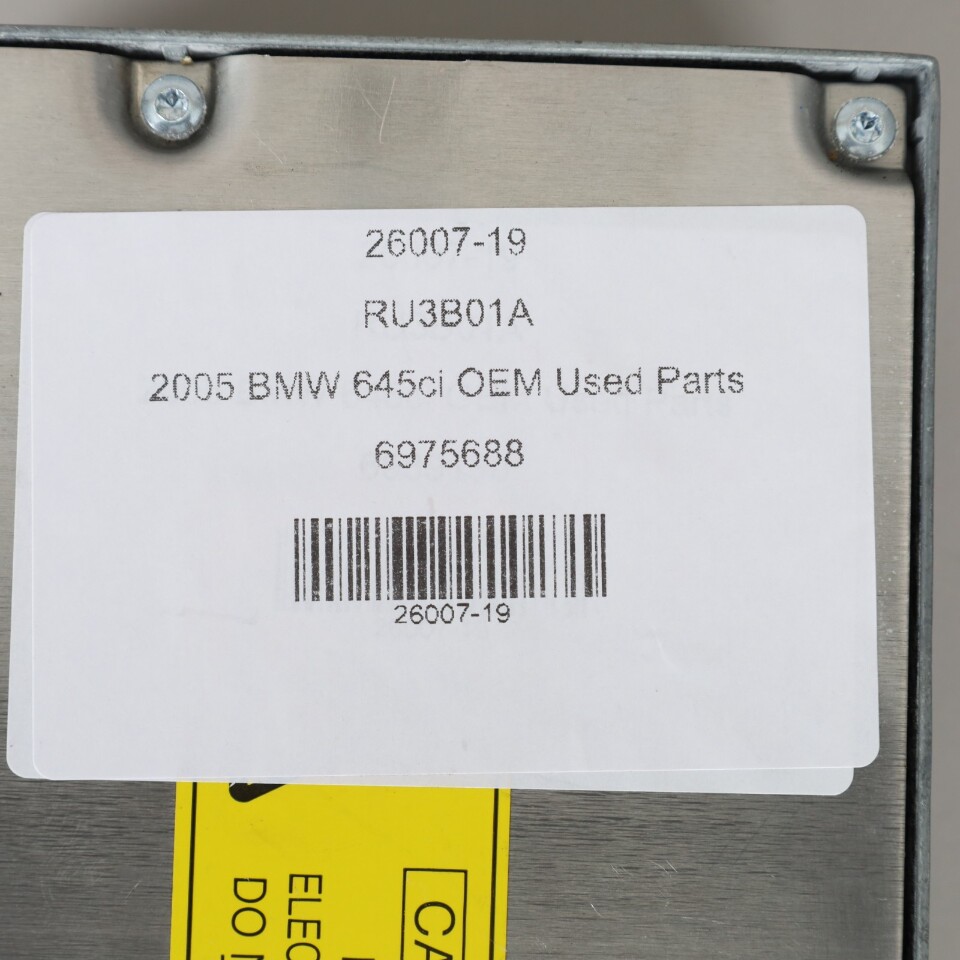 26007-19
RU3B01A
2005 BMW 645ci OEM Used Parts
6975688
26007-19
CA
ELEC
DO